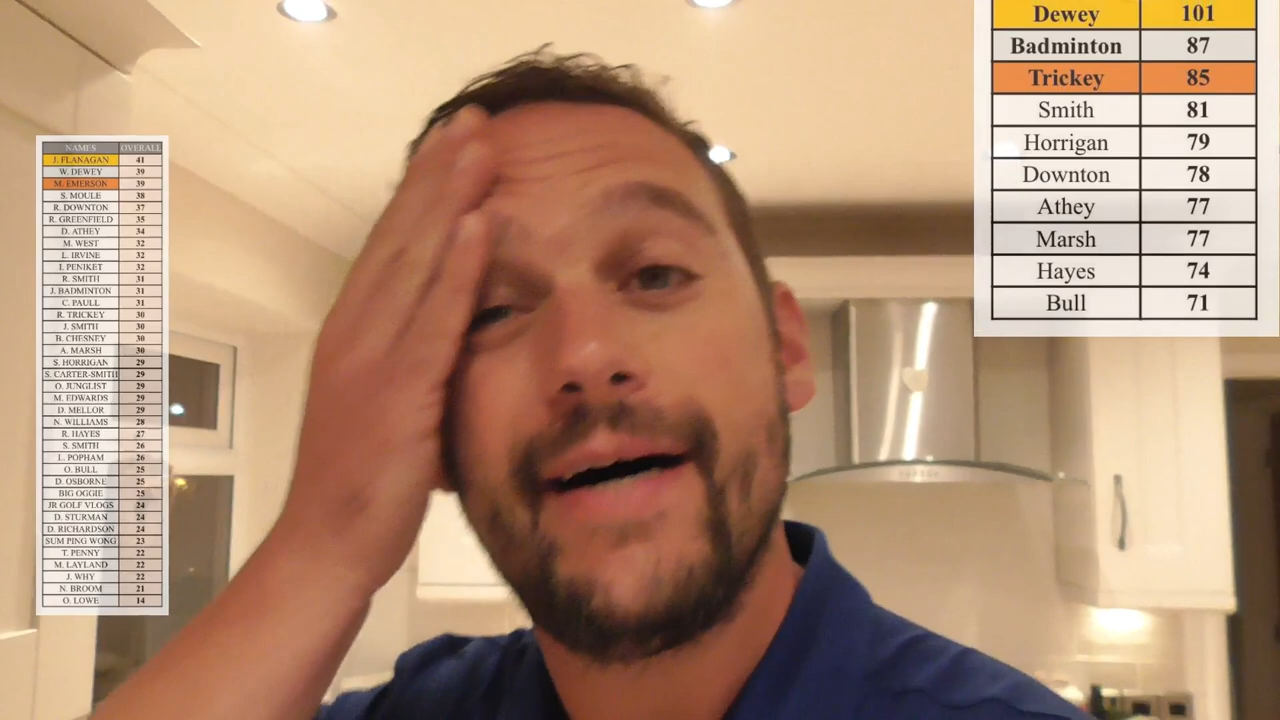 NAMES OVERALL
J. FLANAGAN 41
W. DEWEY 39
M. EMERSON 39
S. MOULE 38
R. DOWNTON 37
R. GREENFIELD 35
D. ATHEY 34
M. WEST 32
L. IRVINE 32
I. PENIKET 32
R. SMITH 31
J. BADMINTON 31
C. PAULL 31
R. TRICKEY 30
J. SMITH 30
B. CHESNEY 30
A. MARSH 30
S. HORRIGAN 29
S. CARTER-SMITH 29
O. JUNGLIST 29
M. EDWARDS 29
D. MELLOR 29
N. WILLIAMS 28
R. HAYES 27
S. SMITH 26
L. POPHAM 26
O. BULL 25
D. OSBORNE 25
BIG OGGIE 25
JR GOLF VLOGS 24
D. STURMAN 24
D. RICHARDSON 24
SUM PING WONG 23
T. PENNY 22
M. LAYLAND 22
J. WHY 22
N. BROOM 21
O. LOWE 14
Dewey 101
Badminton 87
Trickey 85
Smith 81
Horrigan 79
Downton 78
Athey 77
Marsh 77
Hayes 74
Bull 71